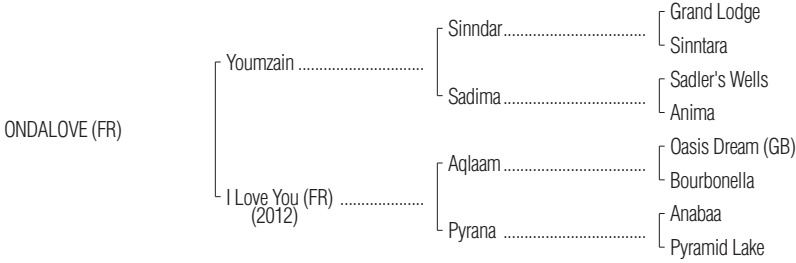 Grand Lodge
Sinndar
Sinntara
Youmzain
Sadler's Wells
Sadima
Anima
ONDALOVE (FR)
Oasis Dream (GB)
Aqlaam
Bourbonella
I Love You (FR)
(2012)
Anabaa
Pyrana
Pyramid Lake